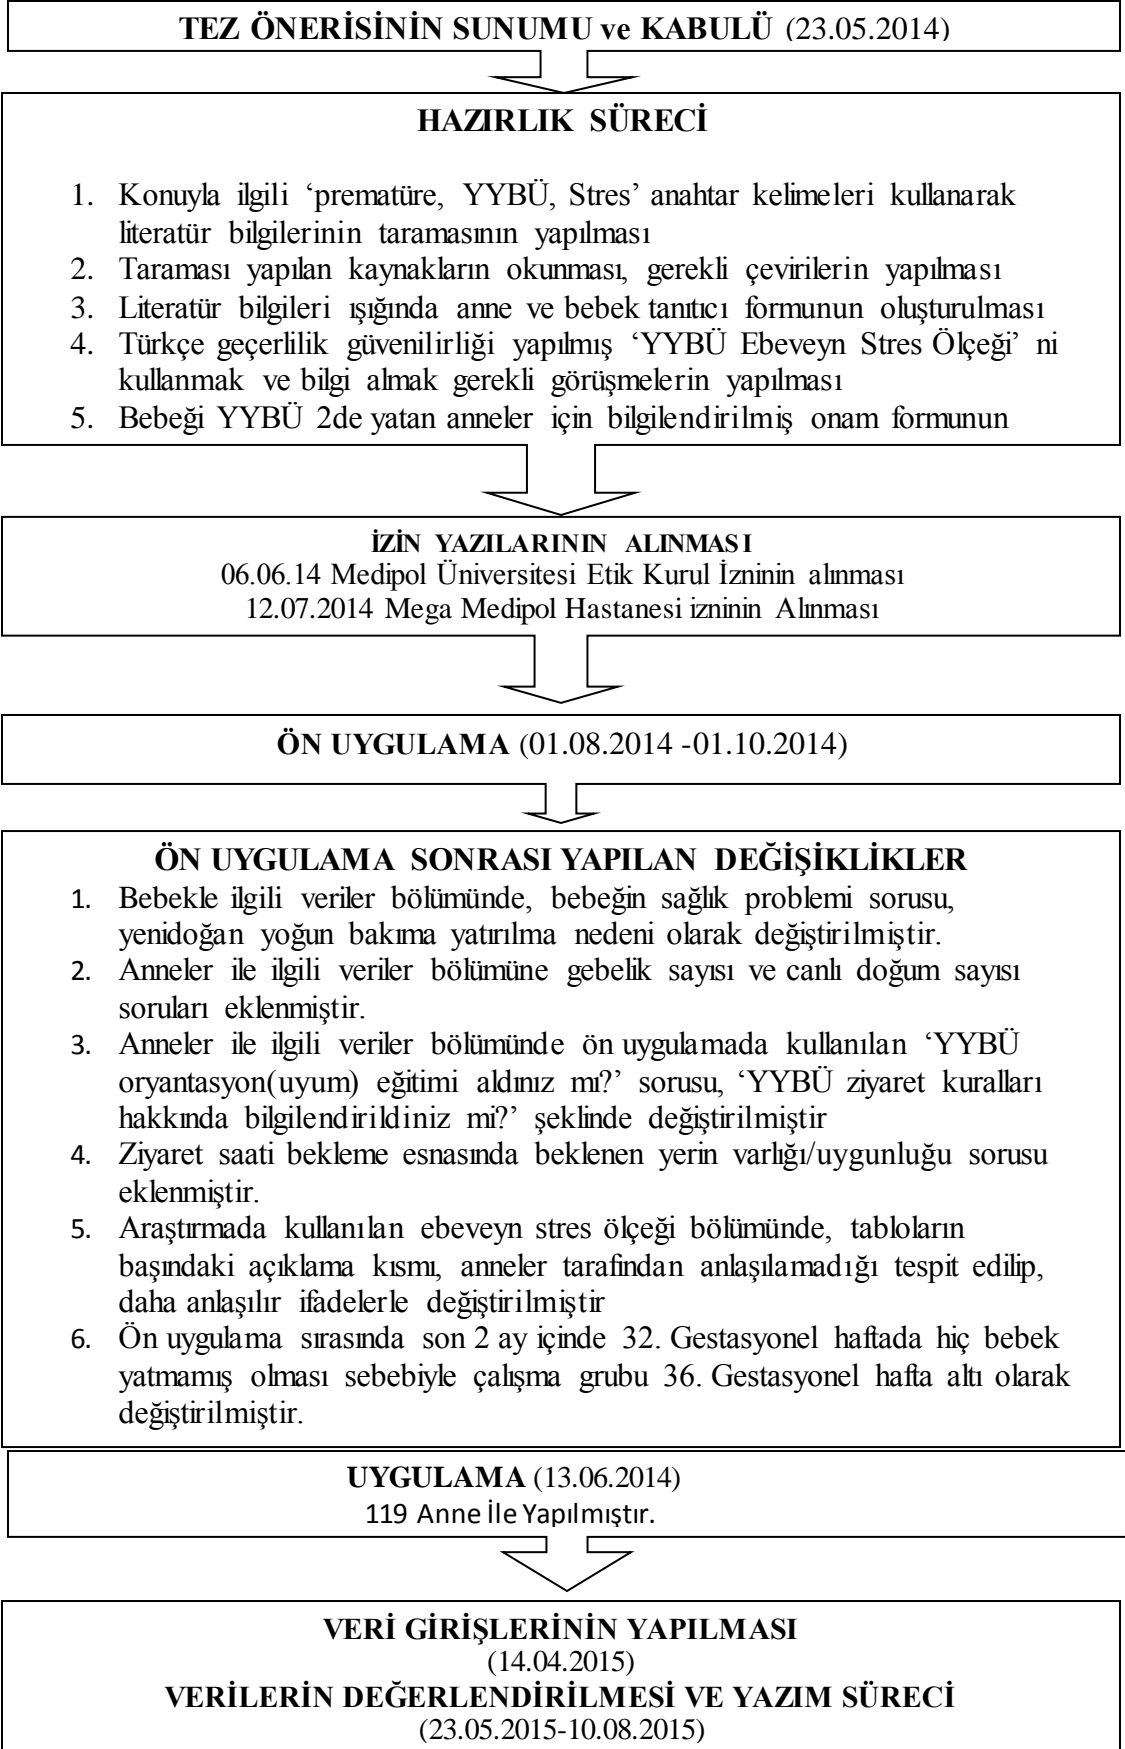 TEZ ÖNERİSİNİN SUNUMU ve KABULÜ (23.05.2014)
HAZIRLIK SÜRECİ
1. Konuyla ilgili ‘prematüre, YYBÜ, Stres’ anahtar kelimeleri kullanarak
literatür bilgilerinin taramasının yapılması
2. Taraması yapılan kaynakların okunması, gerekli çevirilerin yapılması
3. Literatür bilgileri ışığında anne ve bebek tanıtıcı formunun oluşturulması
4. Türkçe geçerlilik güvenilirliği yapılmış ‘YYBÜ Ebeveyn Stres Ölçeği’ ni
kullanmak ve bilgi almak gerekli görüşmelerin yapılması
5. Bebeği YYBÜ 2de yatan anneler için bilgilendirilmiş onam formunun
İZİN YAZILARININ ALINMASI
06.06.14 Medipol Üniversitesi Etik Kurul İzninin alınması
12.07.2014 Mega Medipol Hastanesi izninin Alınması
ÖN UYGULAMA (01.08.2014 -01.10.2014)
ÖN UYGULAMA SONRASI YAPILAN DEĞİŞİKLİKLER
1. Bebekle ilgili veriler bölümünde, bebeğin sağlık problemi sorusu,
yenidoğan yoğun bakıma yatırılma nedeni olarak değiştirilmiştir.
2. Anneler ile ilgili veriler bölümüne gebelik sayısı ve canlı doğum sayısı
soruları eklenmiştir.
3. Anneler ile ilgili veriler bölümünde ön uygulamada kullanılan ‘YYBÜ
oryantasyon(uyum) eğitimi aldınız mı?’ sorusu, ‘YYBÜ ziyaret kuralları
hakkında bilgilendirildiniz mi?’ şeklinde değiştirilmiştir
4. Ziyaret saati bekleme esnasında beklenen yerin varlığı/uygunluğu sorusu
eklenmiştir.
5. Araştırmada kullanılan ebeveyn stres ölçeği bölümünde, tabloların
başındaki açıklama kısmı, anneler tarafından anlaşılamadığı tespit edilip,
daha anlaşılır ifadelerle değiştirilmiştir
6. Ön uygulama sırasında son 2 ay içinde 32. Gestasyonel haftada hiç bebek
yatmamış olması sebebiyle çalışma grubu 36. Gestasyonel hafta altı olarak
değiştirilmiştir.
UYGULAMA (13.06.2014)
119 Anne İle Yapılmıştır.
VERİ GİRİŞLERİNİN YAPILMASI
(14.04.2015)
VERİLERİN DEĞERLENDİRİLMESİ VE YAZIM SÜRECİ
(23.05.2015-10.08.2015)